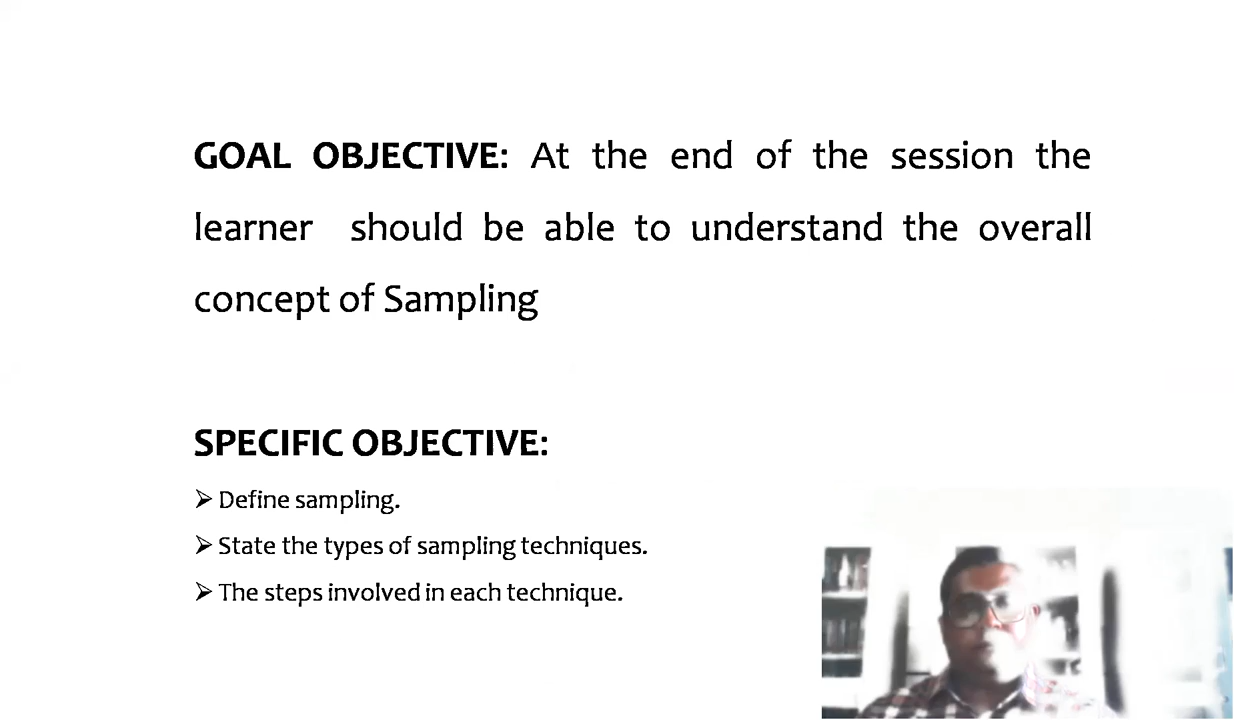 GOAL OBJECTIVE: At the end of the session the
learner should be able to understand the overall
concept of Sampling
SPECIFIC OBJECTIVE:
➢ Define sampling.
➢ State the types of sampling techniques.
➢ The steps involved in each technique.